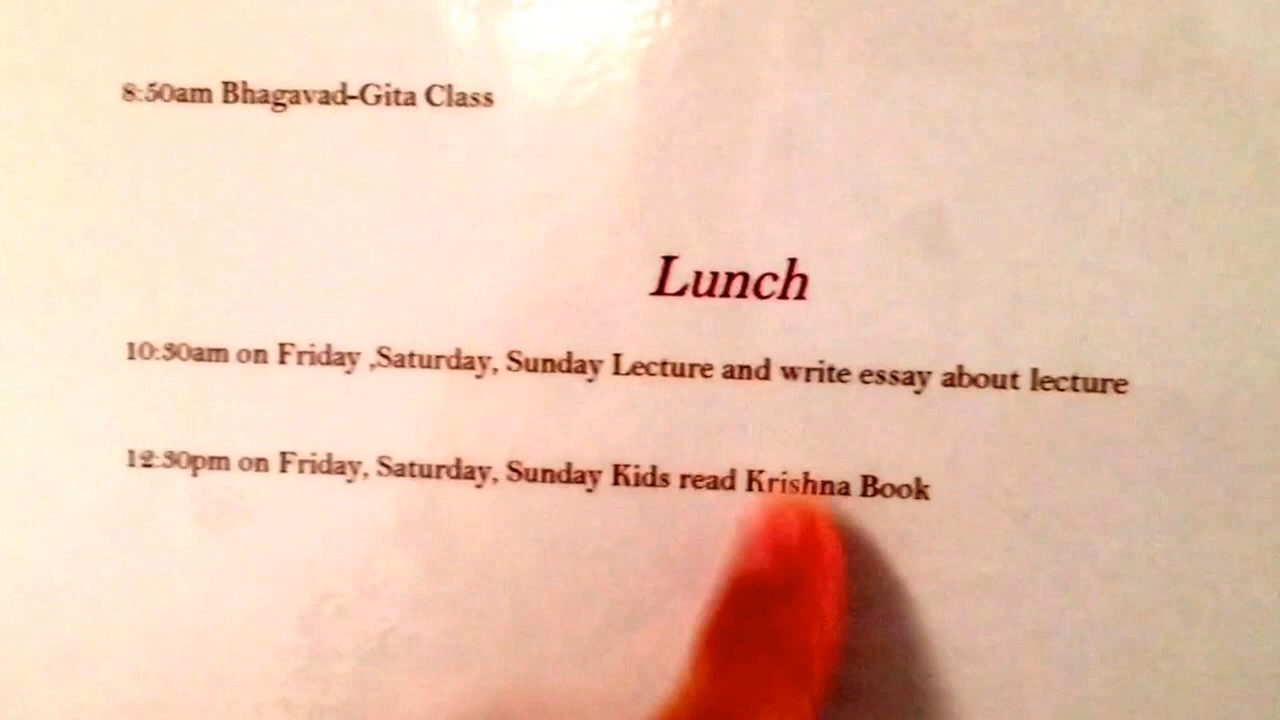 8:50am Bhagavad-Gita Class
Lunch
10:30am on Friday ,Saturday, Sunday Lecture and write essay about lecture
12:30pm on Friday, Saturday, Sunday Kids read Krishna Book